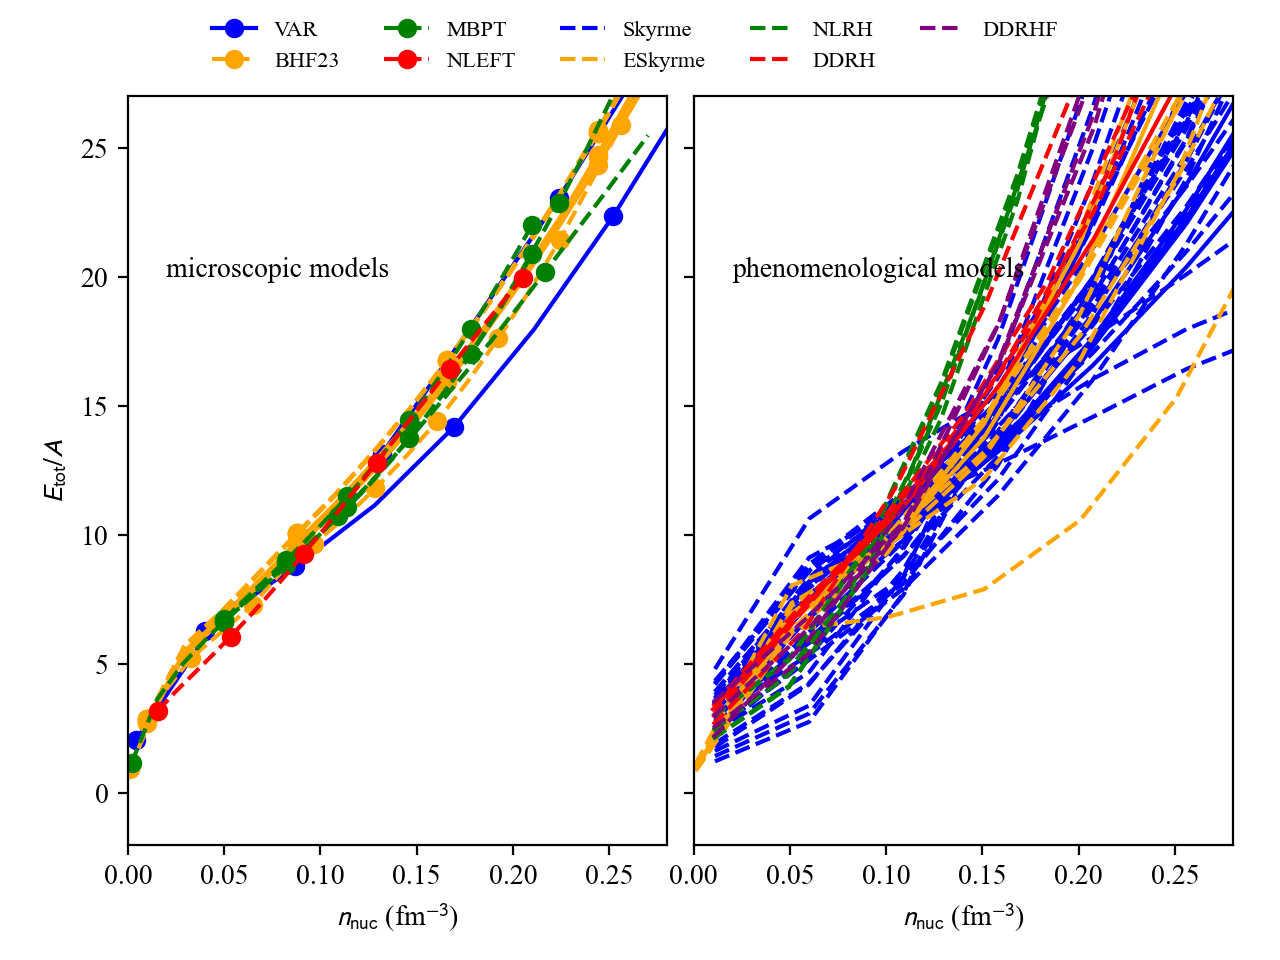 VAR MBPT Skyrme NLRH DDRHF
BHF23 NLEFT ESkyrme DDRH
25
20
15
10
5
0
E_tot/A
microscopic models
phenomenological models
0.00 0.05 0.10 0.15 0.20 0.25
0.00 0.05 0.10 0.15 0.20 0.25
n_nuc (fm⁻³)
n_nuc (fm⁻³)